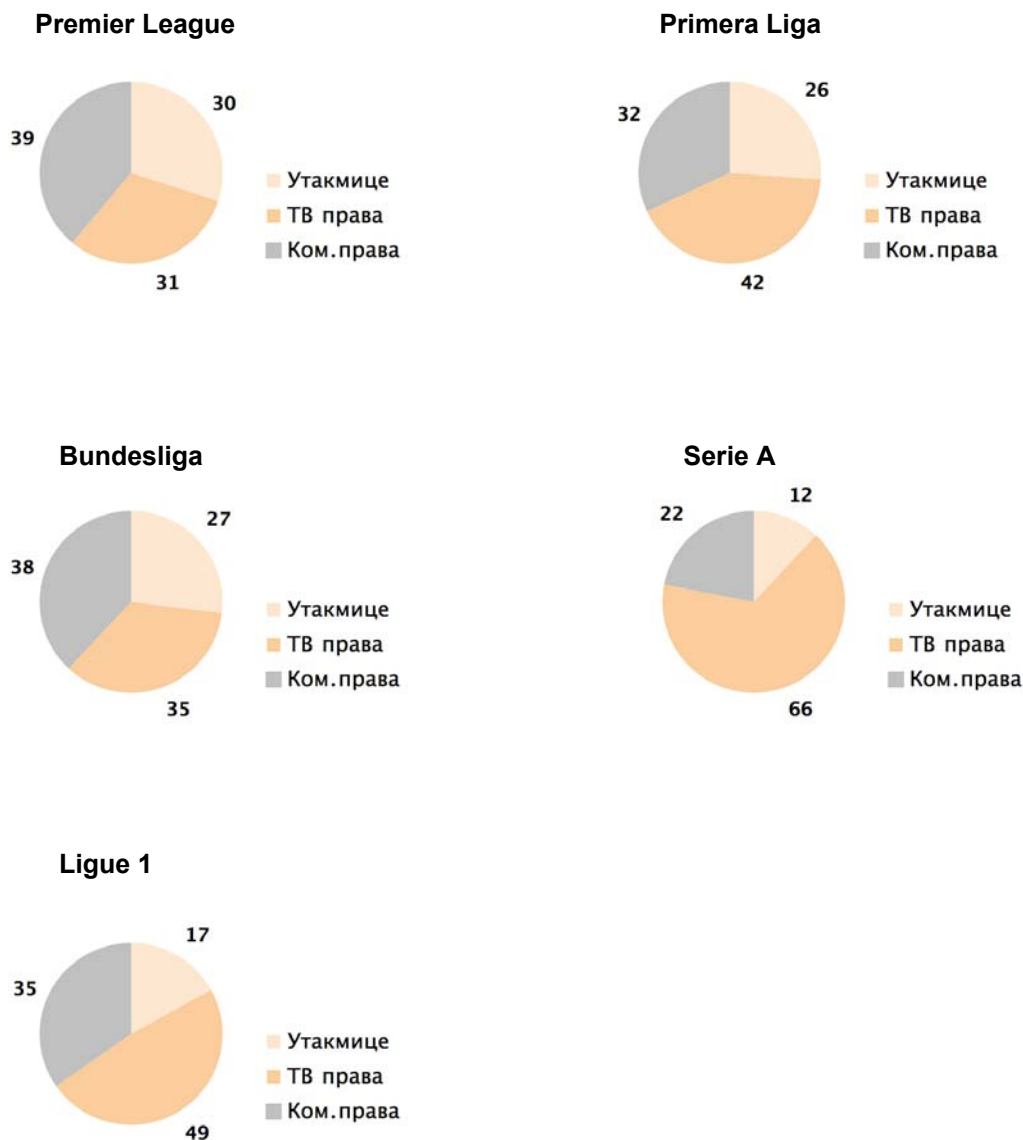 Premier League
30
39
31
Утакмице
ТВ права
Ком.права
Primera Liga
26
32
42
Утакмице
ТВ права
Ком.права
Bundesliga
27
38
35
Утакмице
ТВ права
Ком.права
Serie A
12
22
66
Утакмице
ТВ права
Ком.права
Ligue 1
17
35
49
Утакмице
ТВ права
Ком.права